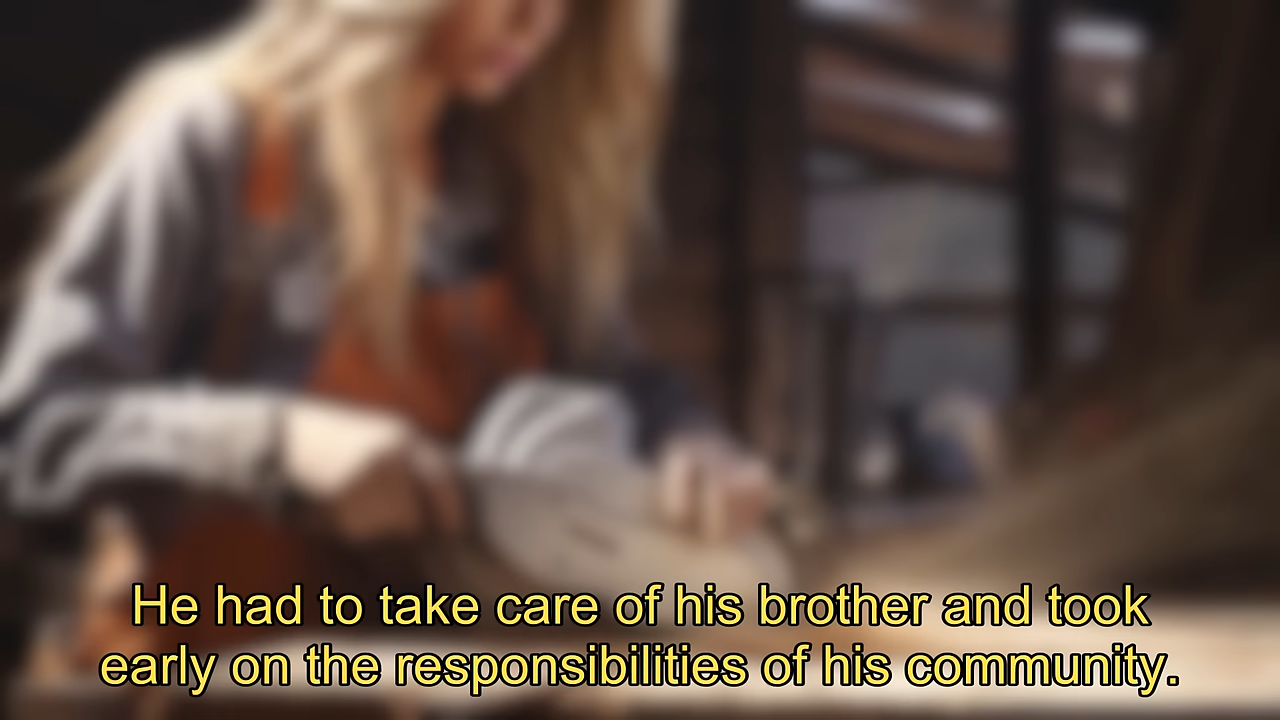 He had to take care of his brother and took
early on the responsibilities of his community.